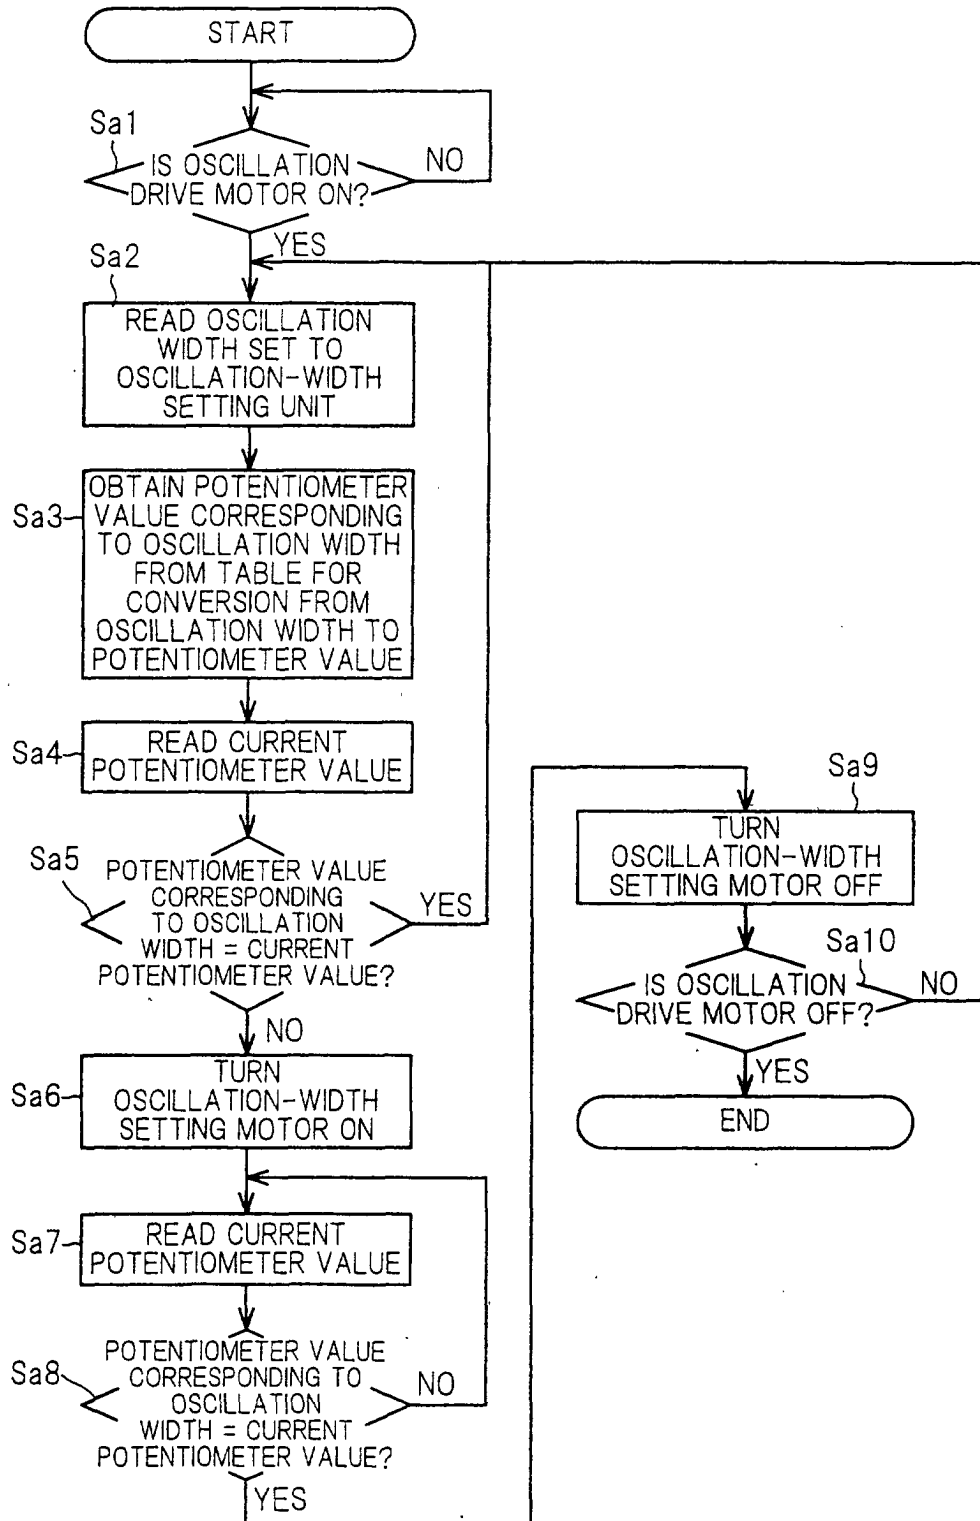 START
Sa1
IS OSCILLATION
DRIVE MOTOR ON?
NO
YES
Sa2
READ OSCILLATION
WIDTH SET TO
OSCILLATION-WIDTH
SETTING UNIT
Sa3
OBTAIN POTENTIOMETER
VALUE CORRESPONDING
TO OSCILLATION WIDTH
FROM TABLE FOR
CONVERSION FROM
OSCILLATION WIDTH TO
POTENTIOMETER VALUE
Sa4
READ CURRENT
POTENTIOMETER VALUE
Sa5
POTENTIOMETER VALUE
CORRESPONDING
TO OSCILLATION
WIDTH = CURRENT
POTENTIOMETER VALUE?
YES
NO
Sa6
TURN
OSCILLATION-WIDTH
SETTING MOTOR ON
Sa7
READ CURRENT
POTENTIOMETER VALUE
Sa8
POTENTIOMETER VALUE
CORRESPONDING TO
OSCILLATION
WIDTH = CURRENT
POTENTIOMETER VALUE?
NO
YES
Sa9
TURN
OSCILLATION-WIDTH
SETTING MOTOR OFF
Sa10
IS OSCILLATION
DRIVE MOTOR OFF?
NO
YES
END